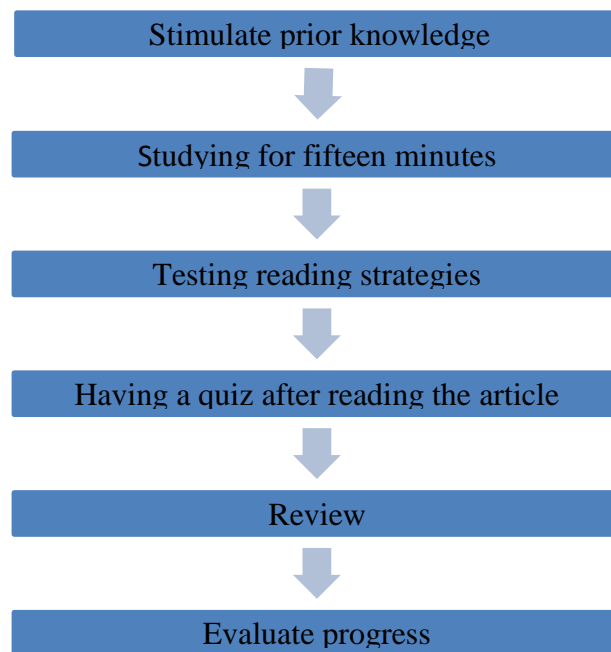 Stimulate prior knowledge
Studying for fifteen minutes
Testing reading strategies
Having a quiz after reading the article
Review
Evaluate progress